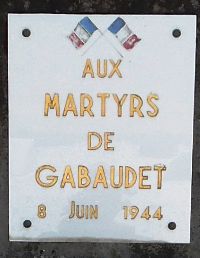 AUX
MARTYRS
DE
GABAUDET
8 JUIN 1944